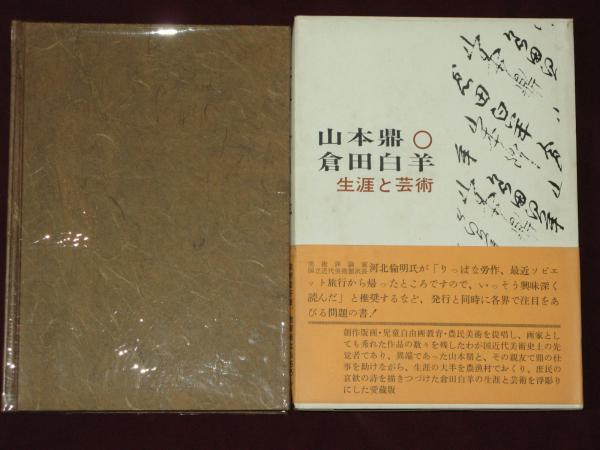 山本鼎
倉田白羊
生涯と芸術
美術評論家
国立近代美術館次長
河北倫明氏が「りっぱな労作、最近ソビエ
ット旅行から帰ったところですので、いっそう興味深く
読んだ」と推奨するなど、発行と同時に各界で注目をあ
びる問題の書!
創作版画・児童自由画教育・農民美術を提唱し、画家とし
ても秀れた作品の数々を残したわが国近代美術史上の先
覚者であり、異端であった山本鼎と、その親友で鼎の仕
事を助けながら、生涯の大半を農漁村でおくり、庶民の
哀歓の詩を描きつづけた倉田白羊の生涯と芸術を浮彫り
にした愛蔵版